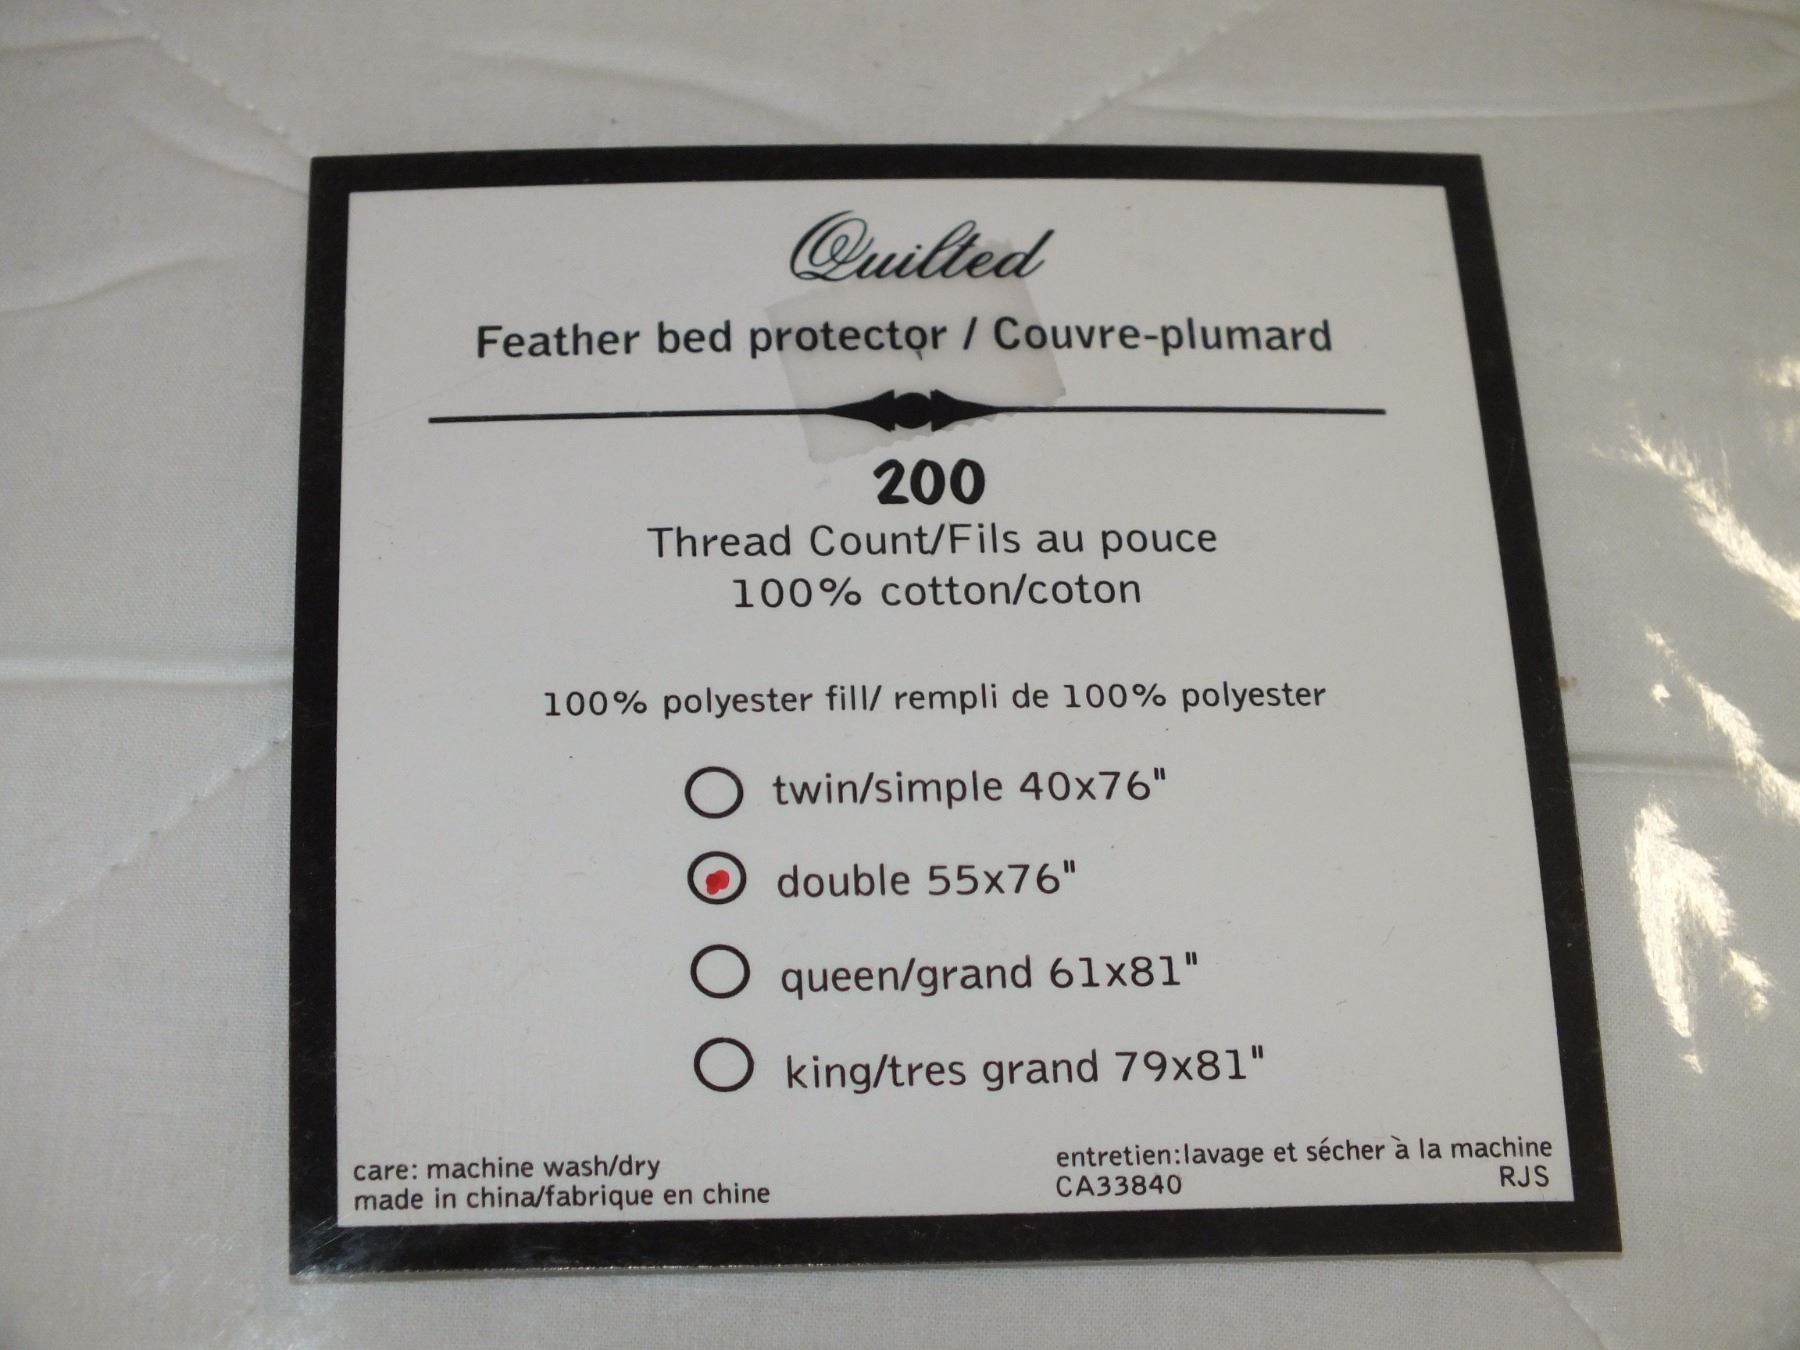 Quilted
Feather bed protector / Couvre-plumard
200
Thread Count/Fils au pouce
100% cotton/coton
100% polyester fill/ rempli de 100% polyester
twin/simple 40x76"
double 55x76"
queen/grand 61x81"
king/tres grand 79x81"
care: machine wash/dry
made in china/fabrique en chine
entretien:lavage et sécher à la machine
CA33840 RJS